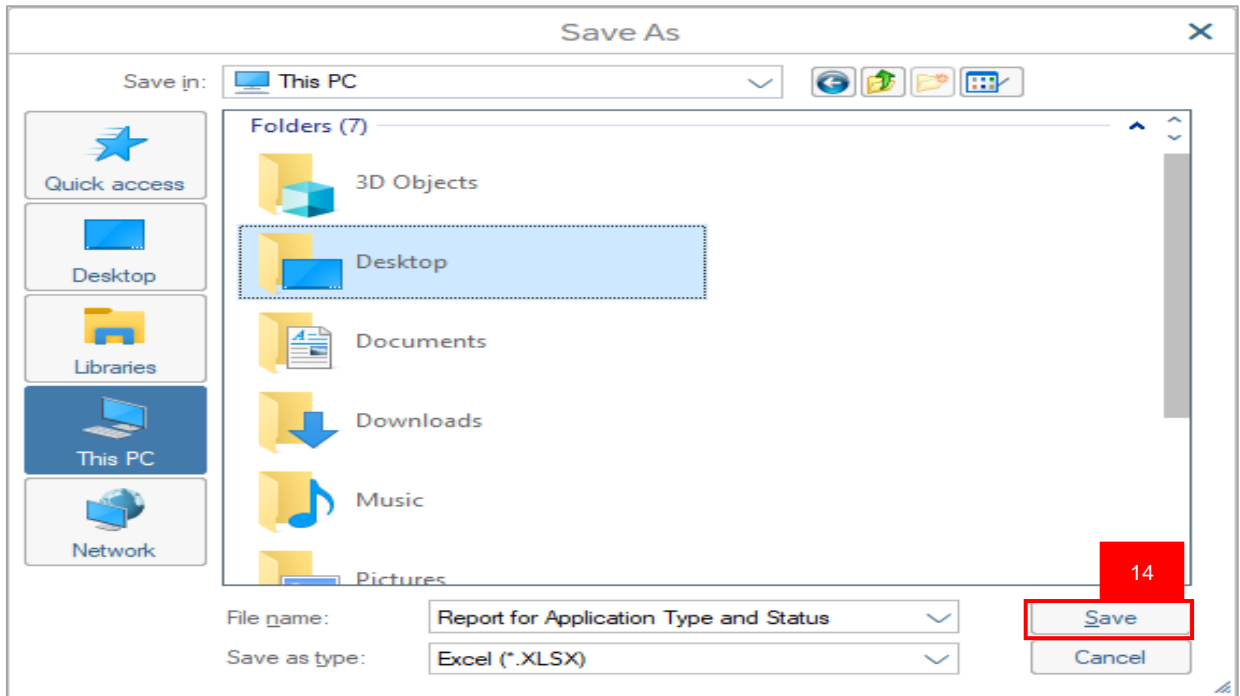 Save As
Save in: This PC
Folders (7)
Quick access
Desktop
Libraries
This PC
Network
3D Objects
Desktop
Documents
Downloads
Music
Pictures
14
File name: Report for Application Type and Status Save
Save as type: Excel (*.XLSX) Cancel